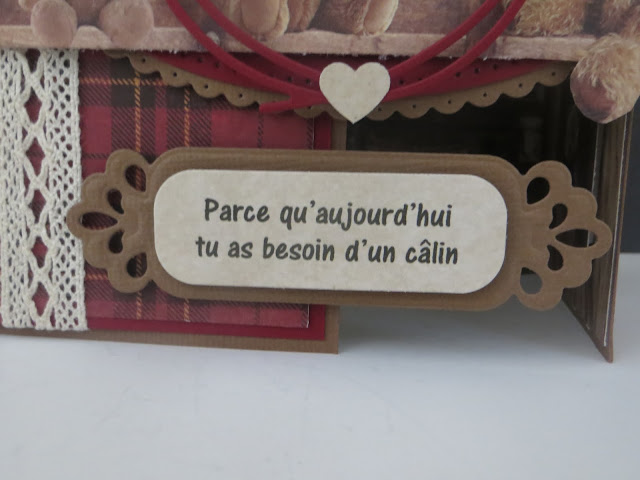 Parce qu'aujourd'hui
tu as besoin d'un câlin